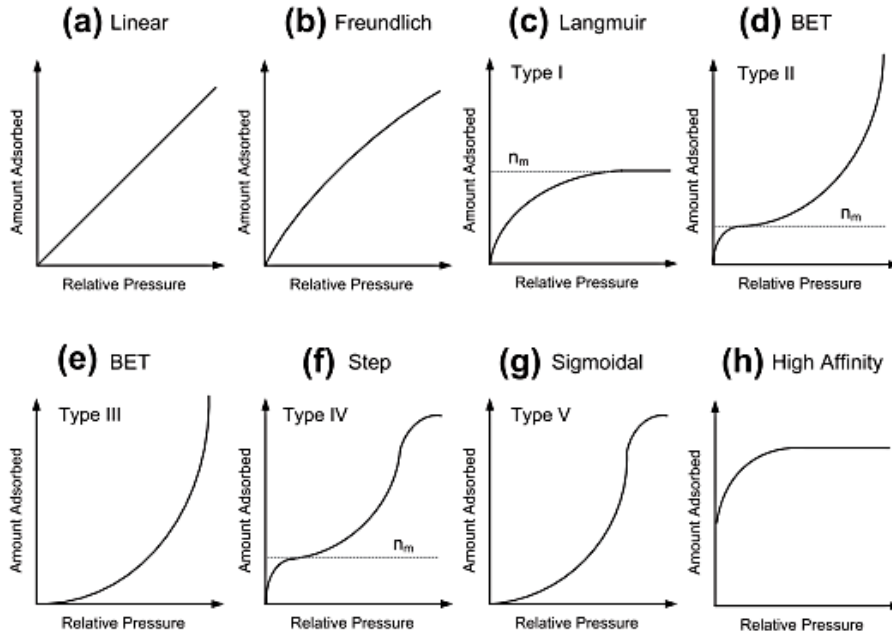 (a) Linear
(b) Freundlich
(c) Langmuir
(d) BET
Amount Adsorbed
Relative Pressure
Amount Adsorbed
Relative Pressure
Type I
nm
Amount Adsorbed
Relative Pressure
Type II
nm
Amount Adsorbed
Relative Pressure
(e) BET
(f) Step
(g) Sigmoidal
(h) High Affinity
Type III
Amount Adsorbed
Relative Pressure
Type IV
nm
Amount Adsorbed
Relative Pressure
Type V
Amount Adsorbed
Relative Pressure
Amount Adsorbed
Relative Pressure